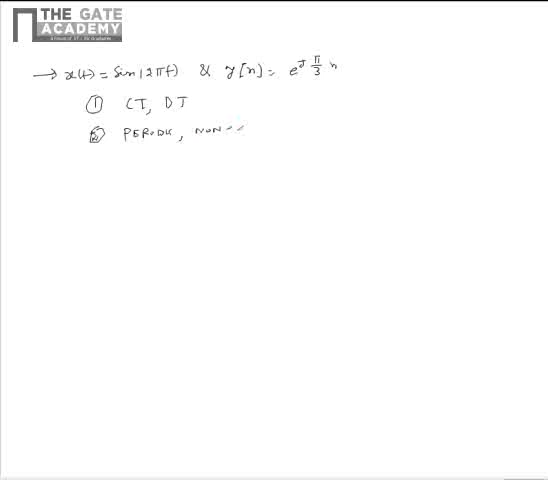 THE GATE
ACADEMY
→ x(t) = sin(2πt) & y[n] = e^{j π/3 n}
① CT, DT
② PERODIC, NON